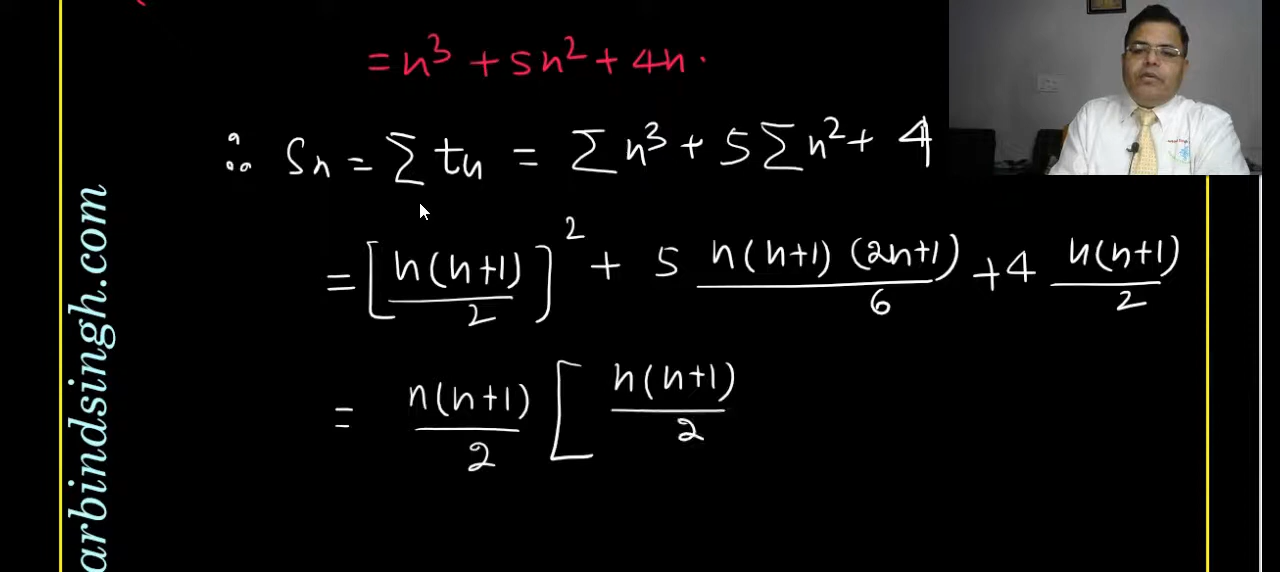 = n³ + 5n² + 4n.
∴ Sn = ∑ tn = ∑ n³ + 5 ∑ n² + 4
= [n(n+1)/2]² + 5 n(n+1)(2n+1)/6 + 4 n(n+1)/2
= n(n+1)/2 [ n(n+1)/2
arbindsingh.com